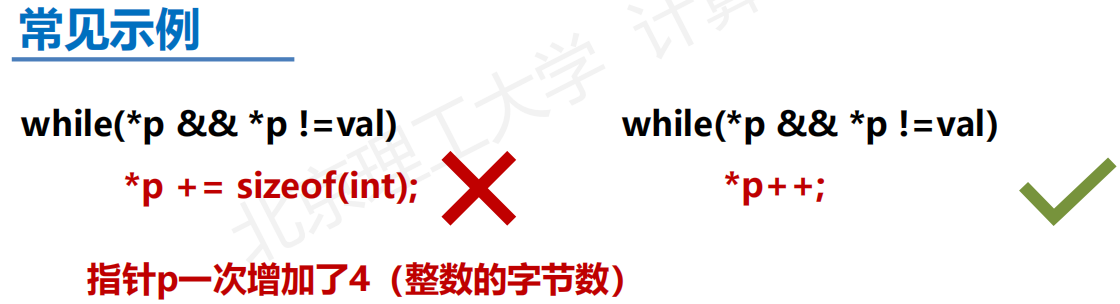 常见示例
while(*p && *p !=val)
*p += sizeof(int);
while(*p && *p !=val)
*p++;
指针p一次增加了4（整数的字节数）
北京理工大学 计算